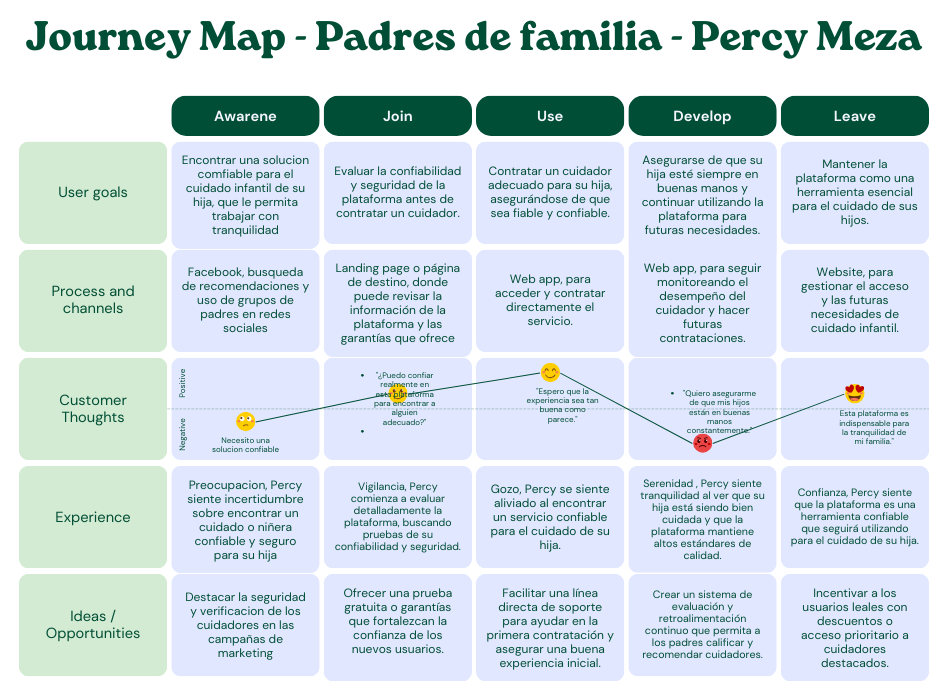 Journey Map - Padres de familia - Percy Meza
Awarene
Join
Use
Develop
Leave
User goals
Encontrar una solucion
comfiable para el
cuidado infantil de su
hija, que le permita
trabajar con
tranquilidad
Evaluar la confiabilidad
y seguridad de la
plataforma antes de
contratar un cuidador.
Contratar un cuidador
adecuado para su hija,
asegurándose de que
sea fiable y confiable.
Asegurarse de que su
hija esté siempre en
buenas manos y
continuar utilizando la
plataforma para
futuras necesidades.
Mantener la
plataforma como una
herramienta esencial
para el cuidado de sus
hijos.
Process and
channels
Facebook, busqueda
de recomendaciones y
uso de grupos de
padres en redes
sociales
Landing page o página
de destino, donde
puede revisar la
información de la
plataforma y las
garantías que ofrece
Web app, para
acceder y contratar
directamente el
servicio.
Web app, para seguir
monitoreando el
desempeño del
cuidador y hacer
futuras
contrataciones.
Website, para
gestionar el acceso
y las futuras
necesidades de
cuidado infantil.
Customer
Thoughts
Positive
Negative
Necesito una
solucion confiable
• "¿Puedo confiar
realmente en
esta plataforma
para encontrar a
alguien
adecuado?"
•
"Espero que la
experiencia sea tan
buena como
parece."
• "Quiero asegurarme
de que mis hijos
están en buenas
manos
constantemente."
Esta plataforma es
indispensable para
la tranquilidad de
mi familia."
Experience
Preocupacion, Percy
siente incertidumbre
sobre encontrar un
cuidado o niñera
confiable y seguro
para su hija
Vigilancia, Percy
comienza a evaluar
detalladamente la
plataforma, buscando
pruebas de su
confiabilidad y seguridad.
Gozo, Percy se siente
aliviado al encontrar
un servicio confiable
para el cuidado de su
hija.
Serenidad , Percy siente
tranquilidad al ver que su
hija está siendo bien
cuidada y que la
plataforma mantiene
altos estándares de
calidad.
Confianza, Percy siente
que la plataforma es una
herramienta confiable
que seguirá utilizando
para el cuidado de su hija.
Ideas /
Opportunities
Destacar la seguridad
y verificacion de los
cuidadores en las
campañas de
marketing
Ofrecer una prueba
gratuita o garantías
que fortalezcan la
confianza de los
nuevos usuarios.
Facilitar una línea
directa de soporte
para ayudar en la
primera contratación y
asegurar una buena
experiencia inicial.
Crear un sistema de
evaluación y
retroalimentación
continuo que permita a
los padres calificar y
recomendar cuidadores.
Incentivar a los
usuarios leales con
descuentos o
acceso prioritario a
cuidadores
destacados.